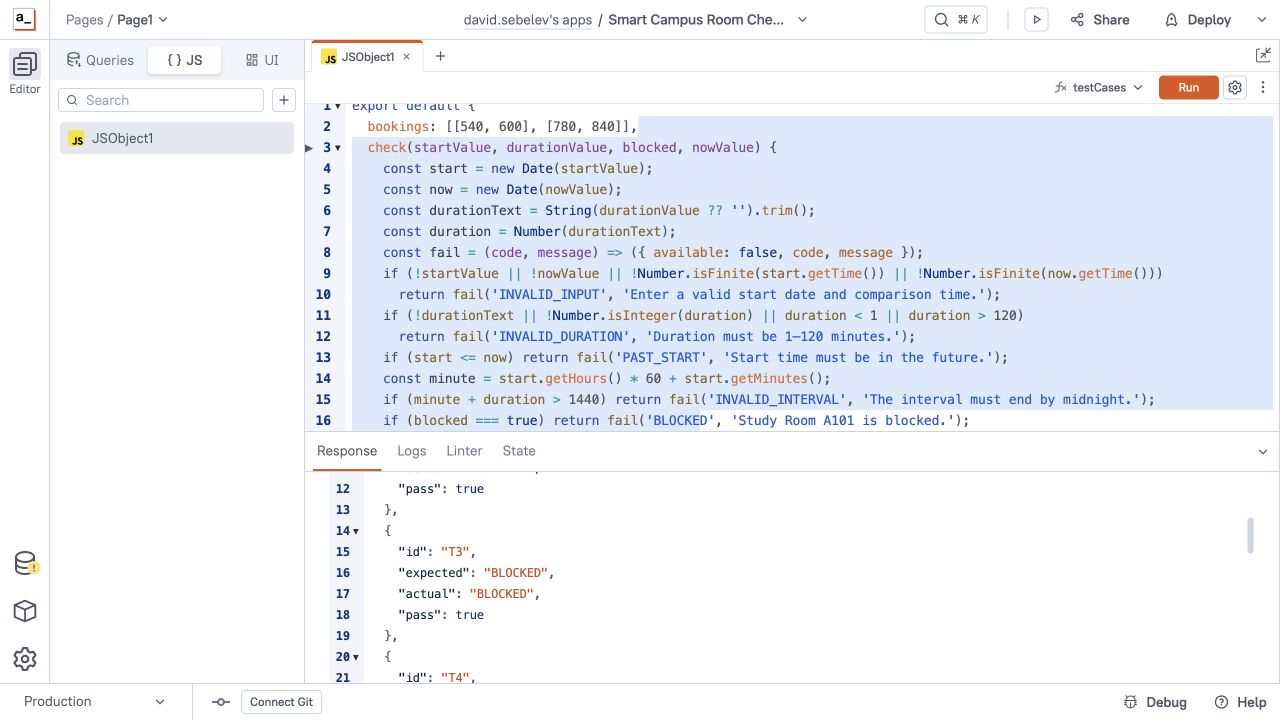 a_
Pages / Page1
david.sebelev's apps / Smart Campus Room Che...
⌘ K
Share
Deploy
Editor
Queries
{ } JS
UI
Search
JS JSObject1
JS JSObject1
testCases
Run
1 export default {
2 bookings: [[540, 600], [780, 840]],
3 check(startValue, durationValue, blocked, nowValue) {
4 const start = new Date(startValue);
5 const now = new Date(nowValue);
6 const durationText = String(durationValue ?? '').trim();
7 const duration = Number(durationText);
8 const fail = (code, message) => ({ available: false, code, message });
9 if (!startValue || !nowValue || !Number.isFinite(start.getTime()) || !Number.isFinite(now.getTime()))
10 return fail('INVALID_INPUT', 'Enter a valid start date and comparison time.');
11 if (!durationText || !Number.isInteger(duration) || duration < 1 || duration > 120)
12 return fail('INVALID_DURATION', 'Duration must be 1–120 minutes.');
13 if (start <= now) return fail('PAST_START', 'Start time must be in the future.');
14 const minute = start.getHours() * 60 + start.getMinutes();
15 if (minute + duration > 1440) return fail('INVALID_INTERVAL', 'The interval must end by midnight.');
16 if (blocked === true) return fail('BLOCKED', 'Study Room A101 is blocked.');
Response
Logs
Linter
State
12 "pass": true
13 },
14 {
15 "id": "T3",
16 "expected": "BLOCKED",
17 "actual": "BLOCKED",
18 "pass": true
19 },
20 {
21 "id": "T4",
Production
Connect Git
Debug
Help